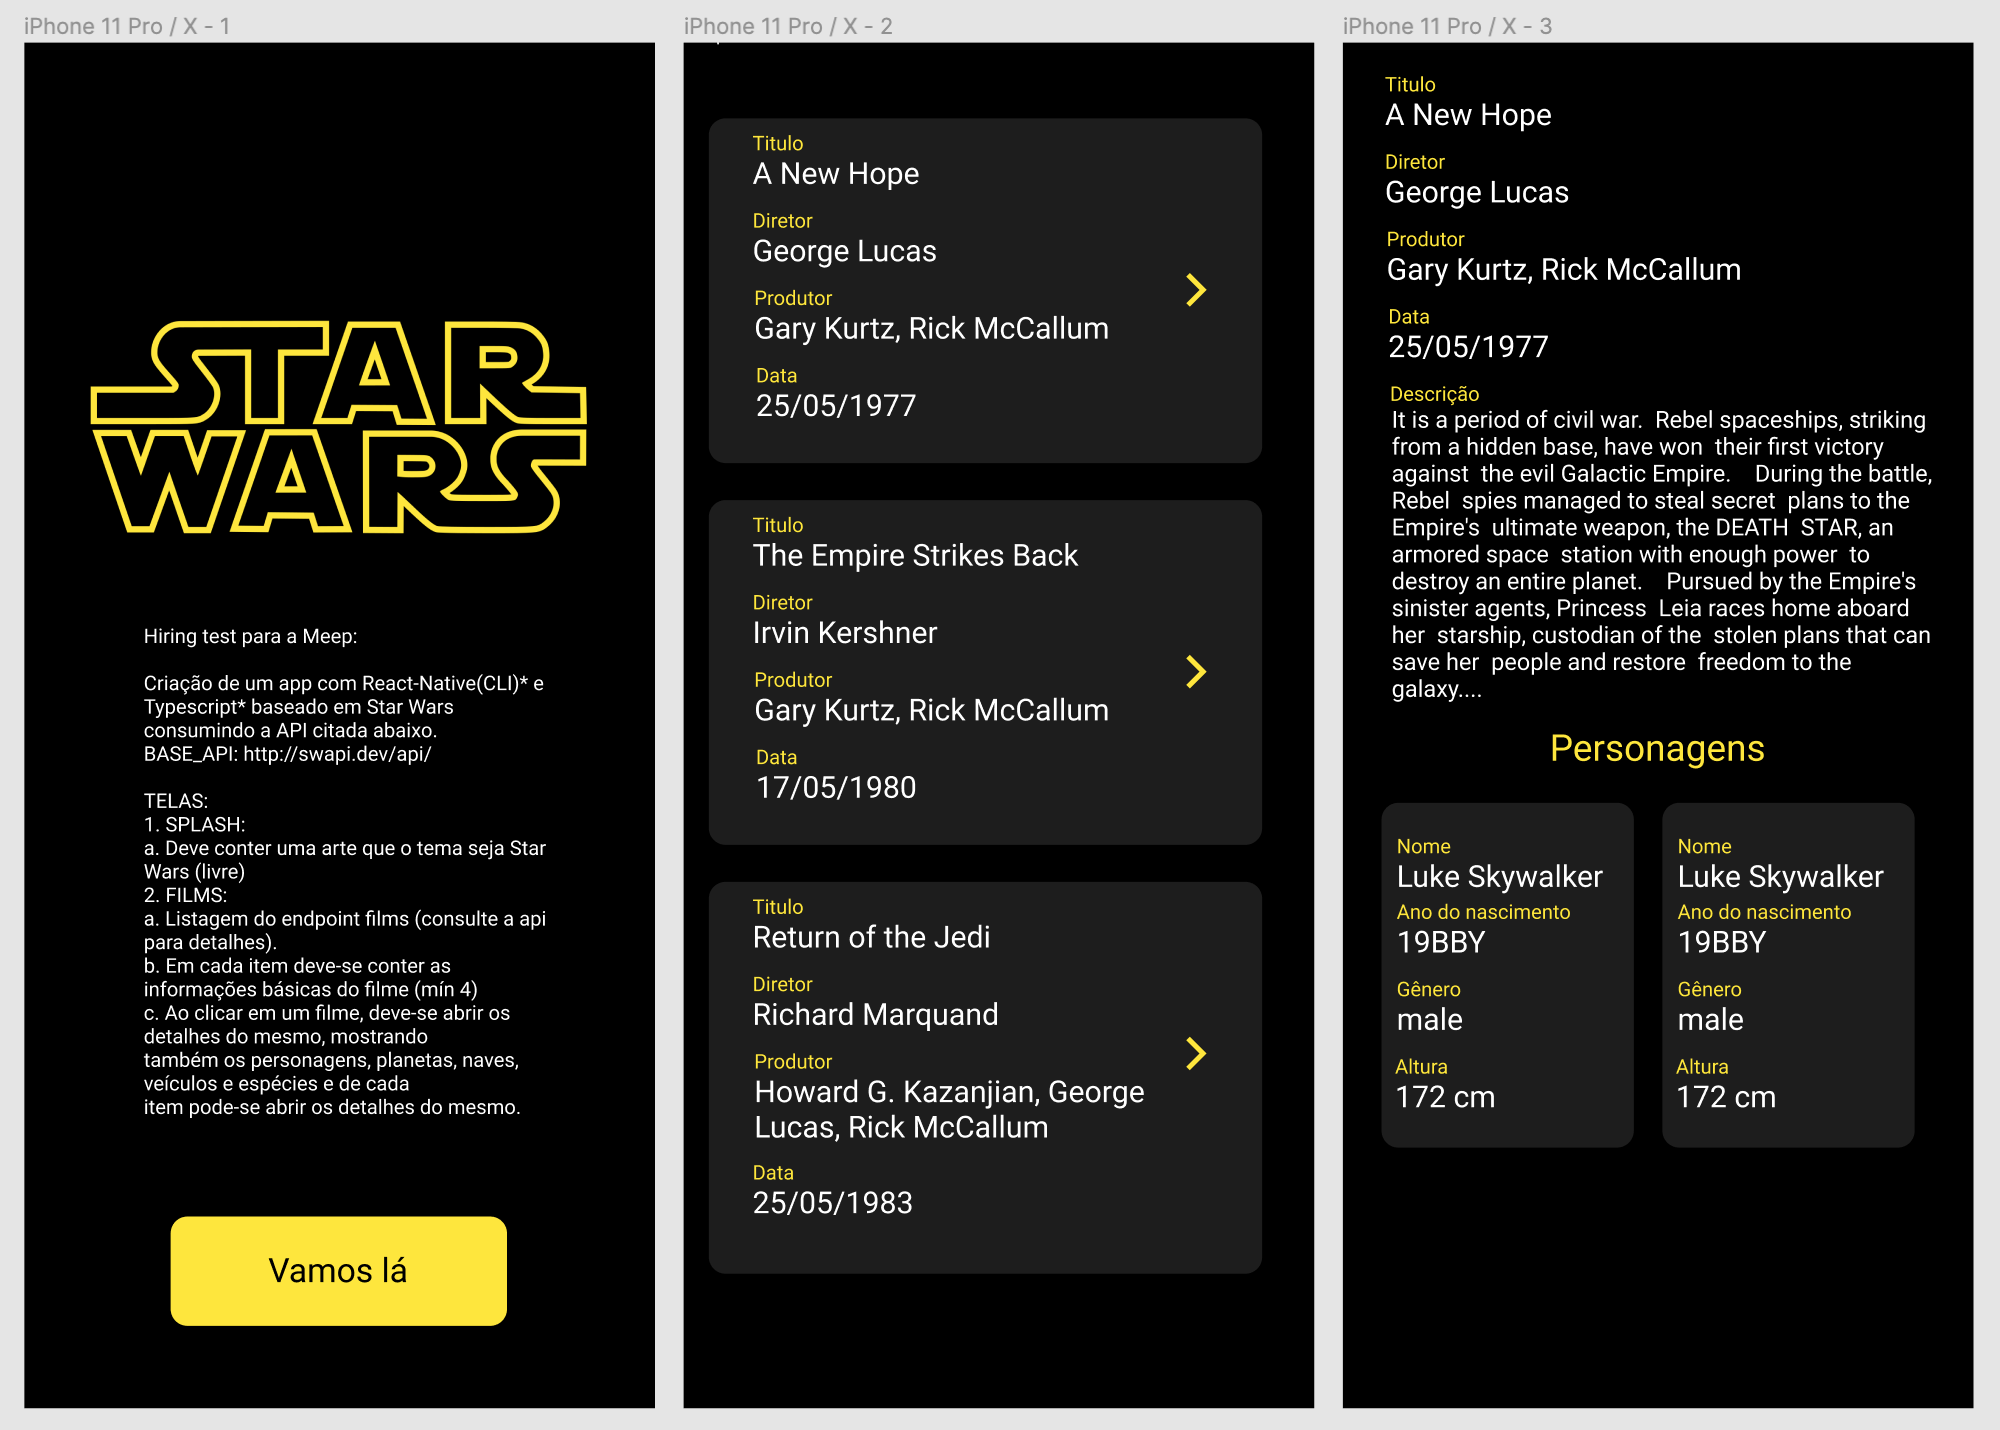 iPhone 11 Pro / X - 1
STAR
WARS
Hiring test para a Meep:
Criação de um app com React-Native(CLI)* e
Typescript* baseado em Star Wars
consumindo a API citada abaixo.
BASE_API: http://swapi.dev/api/
TELAS:
1. SPLASH:
a. Deve conter uma arte que o tema seja Star
Wars (livre)
2. FILMS:
a. Listagem do endpoint films (consulte a api
para detalhes).
b. Em cada item deve-se conter as
informações básicas do filme (mín 4)
c. Ao clicar em um filme, deve-se abrir os
detalhes do mesmo, mostrando
também os personagens, planetas, naves,
veículos e espécies e de cada
item pode-se abrir os detalhes do mesmo.
Vamos lá
iPhone 11 Pro / X - 2
Titulo
A New Hope
Diretor
George Lucas
Produtor
Gary Kurtz, Rick McCallum
Data
25/05/1977
Titulo
The Empire Strikes Back
Diretor
Irvin Kershner
Produtor
Gary Kurtz, Rick McCallum
Data
17/05/1980
Titulo
Return of the Jedi
Diretor
Richard Marquand
Produtor
Howard G. Kazanjian, George
Lucas, Rick McCallum
Data
25/05/1983
iPhone 11 Pro / X - 3
Titulo
A New Hope
Diretor
George Lucas
Produtor
Gary Kurtz, Rick McCallum
Data
25/05/1977
Descrição
It is a period of civil war.  Rebel spaceships, striking
from a hidden base, have won  their first victory
against  the evil Galactic Empire.    During the battle,
Rebel  spies managed to steal secret  plans to the
Empire's  ultimate weapon, the DEATH  STAR, an
armored space  station with enough power  to
destroy an entire planet.    Pursued by the Empire's
sinister agents, Princess  Leia races home aboard
her  starship, custodian of the  stolen plans that can
save her  people and restore  freedom to the
galaxy....
Personagens
Nome
Luke Skywalker
Ano do nascimento
19BBY
Gênero
male
Altura
172 cm
Nome
Luke Skywalker
Ano do nascimento
19BBY
Gênero
male
Altura
172 cm